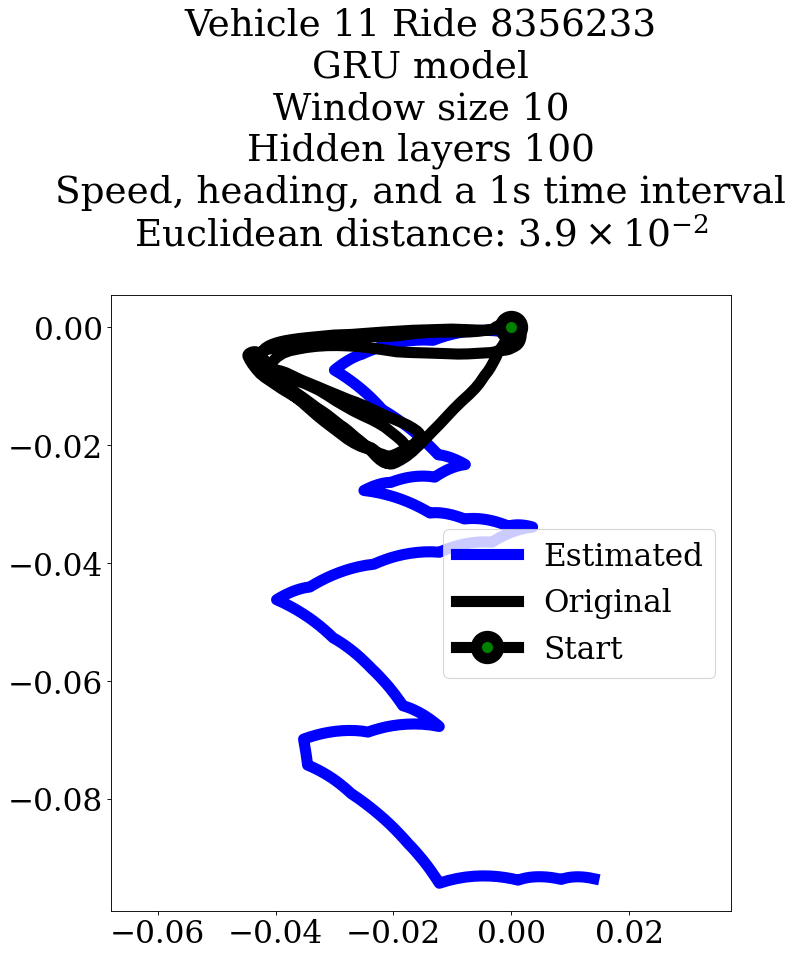 Vehicle 11 Ride 8356233
GRU model
Window size 10
Hidden layers 100
Speed, heading, and a 1s time interval
Euclidean distance: 3.9 × 10⁻²
0.00
−0.02
−0.04
−0.06
−0.08
Estimated
Original
Start
−0.06 −0.04 −0.02 0.00 0.02